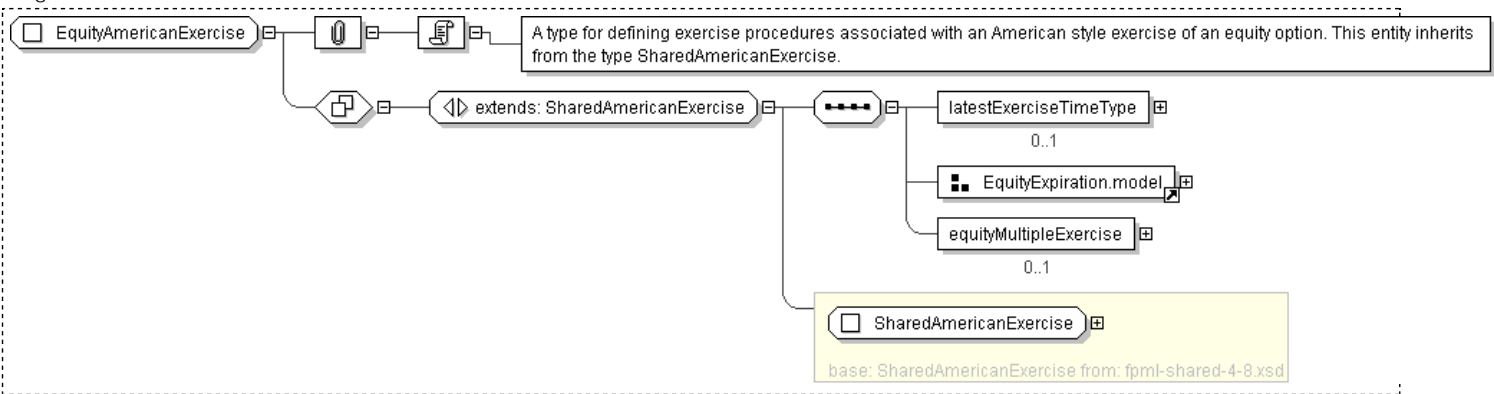 EquityAmericanExercise
A type for defining exercise procedures associated with an American style exercise of an equity option. This entity inherits
from the type SharedAmericanExercise.
extends: SharedAmericanExercise
latestExerciseTimeType
0..1
EquityExpiration.model
equityMultipleExercise
0..1
SharedAmericanExercise
base: SharedAmericanExercise from: fpml-shared-4-8.xsd